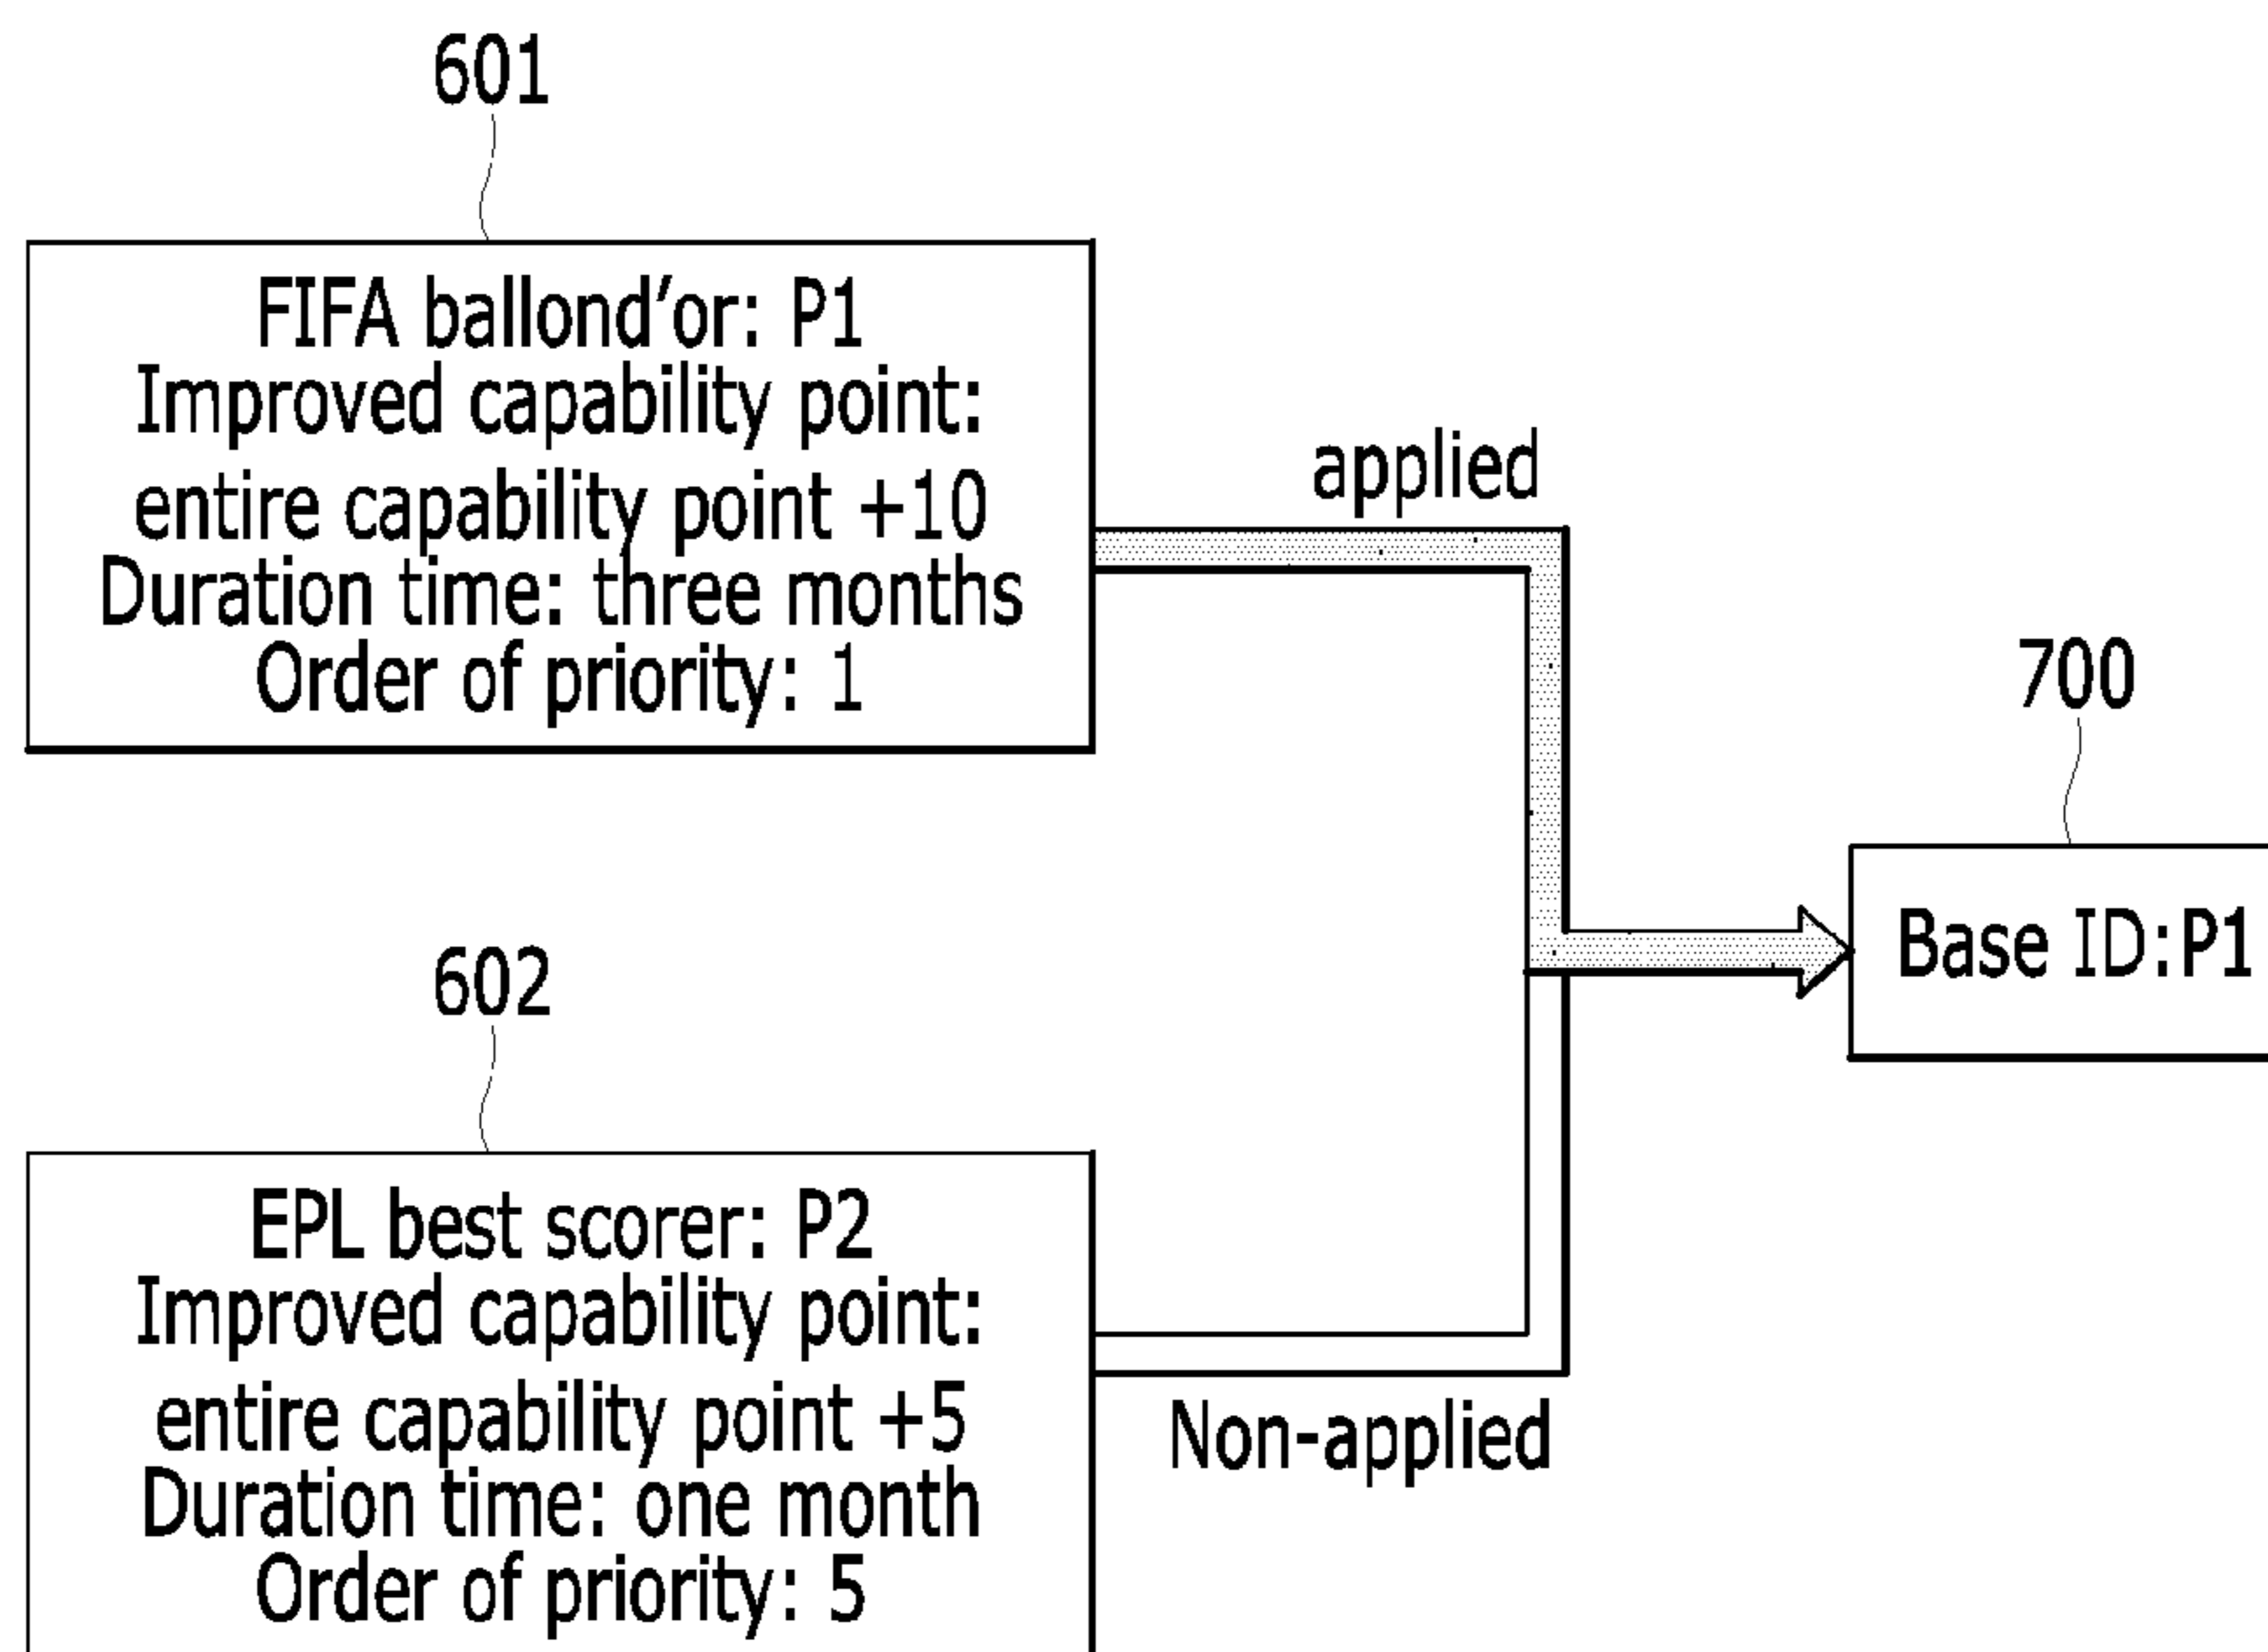 601
FIFA ballond'or: P1
Improved capability point:
entire capability point +10
Duration time: three months
Order of priority: 1
applied
700
Base ID:P1
602
EPL best scorer: P2
Improved capability point:
entire capability point +5
Duration time: one month
Order of priority: 5
Non-applied